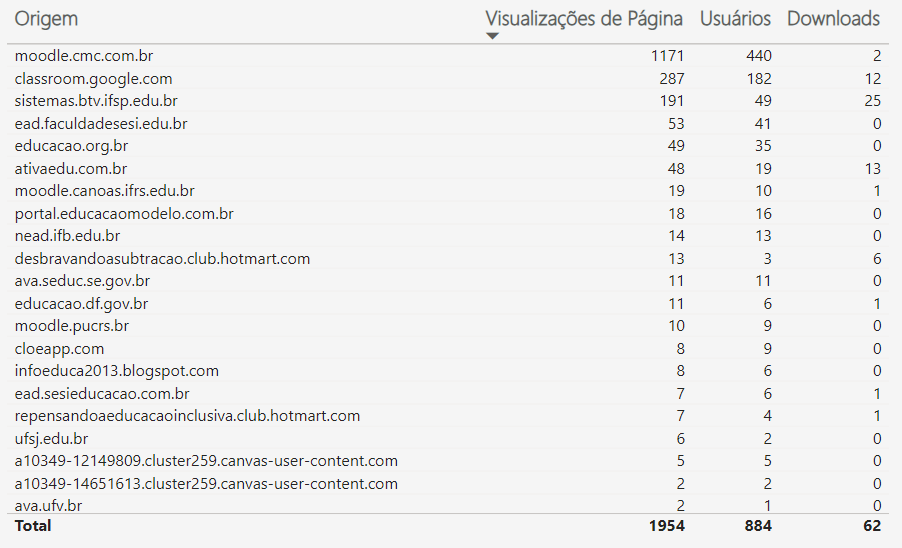 Origem Visualizações de Página Usuários Downloads
moodle.cmc.com.br 1171 440 2
classroom.google.com 287 182 12
sistemas.btv.ifsp.edu.br 191 49 25
ead.faculdadesesi.edu.br 53 41 0
educacao.org.br 49 35 0
ativaedu.com.br 48 19 13
moodle.canoas.ifrs.edu.br 19 10 1
portal.educacaomodelo.com.br 18 16 0
nead.ifb.edu.br 14 13 0
desbravandoasubtracao.club.hotmart.com 13 3 6
ava.seduc.se.gov.br 11 11 0
educacao.df.gov.br 11 6 1
moodle.pucrs.br 10 9 0
cloeapp.com 8 9 0
infoeduca2013.blogspot.com 8 6 0
ead.sesieducacao.com.br 7 6 1
repensandoaeducacaoinclusiva.club.hotmart.com 7 4 1
ufsj.edu.br 6 2 0
a10349-12149809.cluster259.canvas-user-content.com 5 5 0
a10349-14651613.cluster259.canvas-user-content.com 2 2 0
ava.ufv.br 2 1 0
Total 1954 884 62